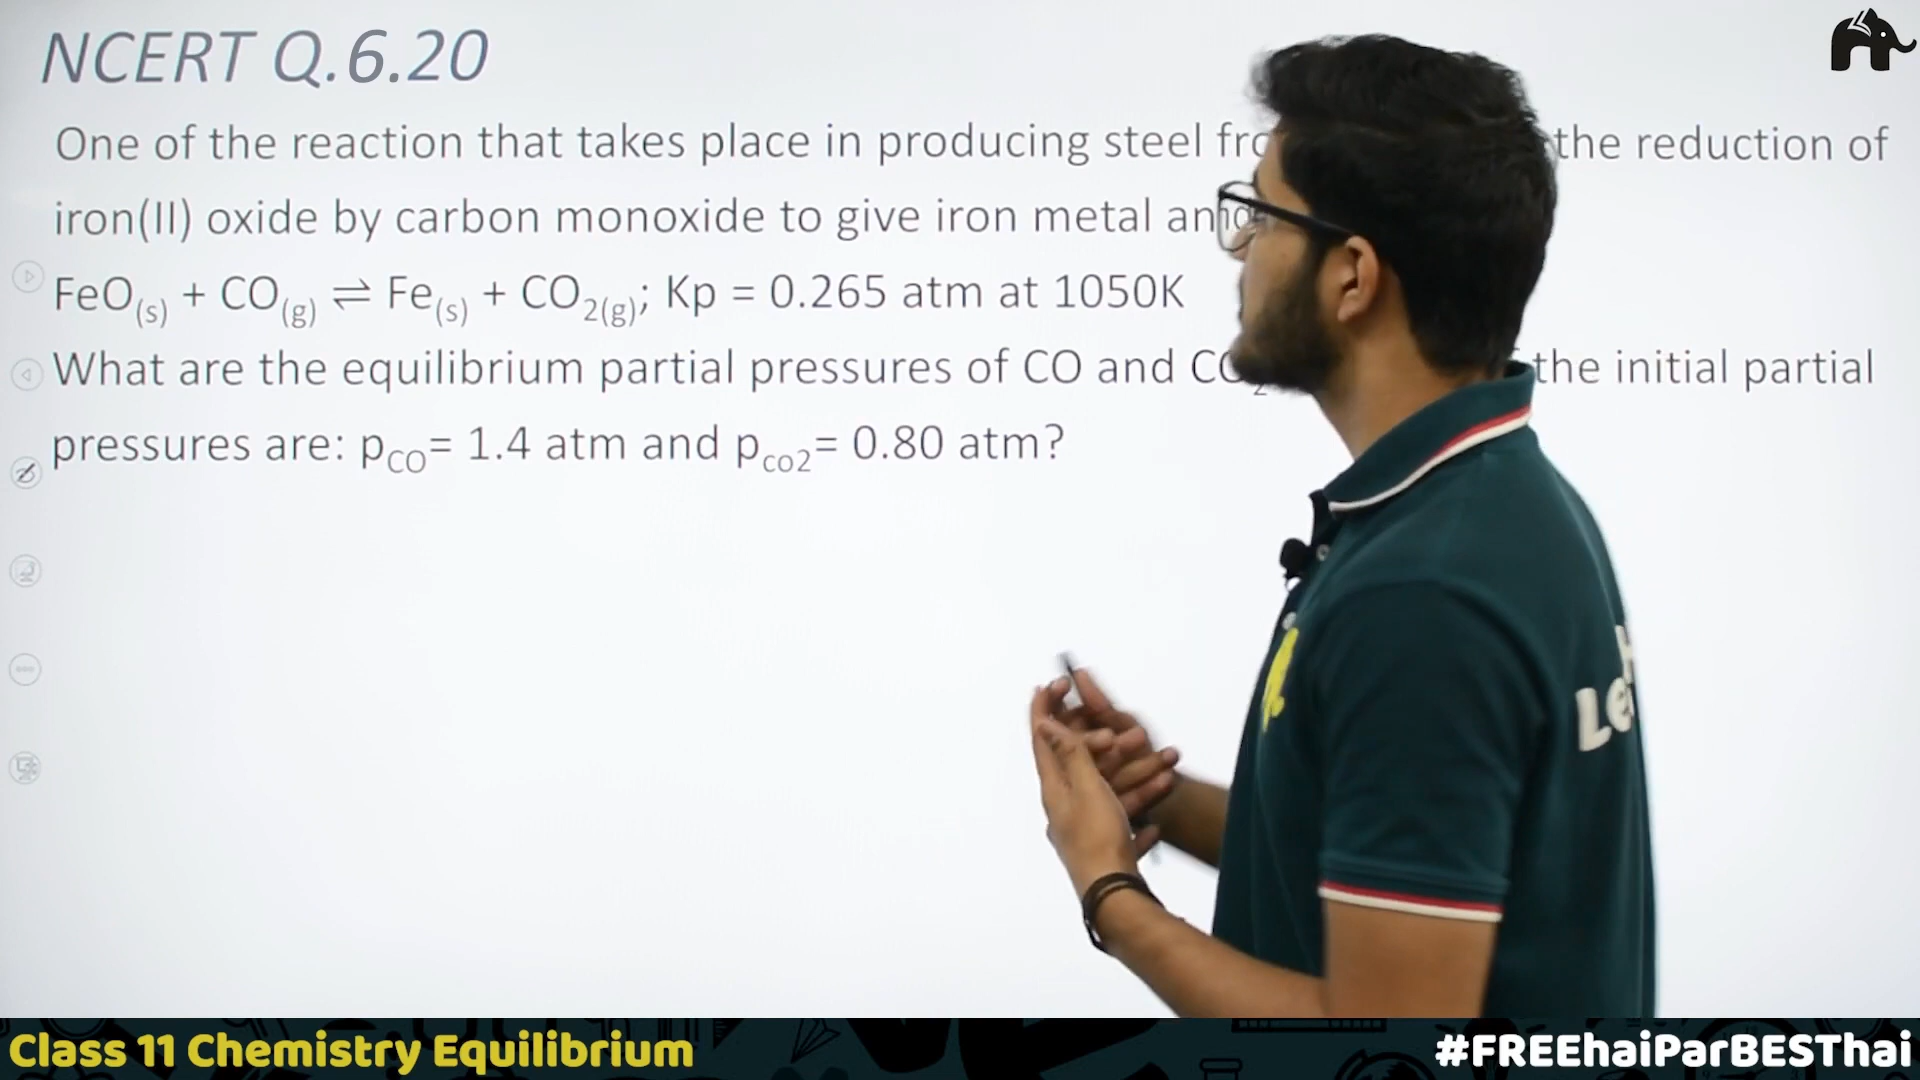 NCERT Q.6.20
One of the reaction that takes place in producing steel the reduction of
iron(II) oxide by carbon monoxide to give iron metal
FeO(s) + CO(g) ⇌ Fe(s) + CO2(g); Kp = 0.265 atm at 1050K
What are the equilibrium partial pressures of CO and the initial partial
pressures are: pCO= 1.4 atm and pco2= 0.80 atm?
Le
Class 11 Chemistry Equilibrium
#FREEhaiParBESThai